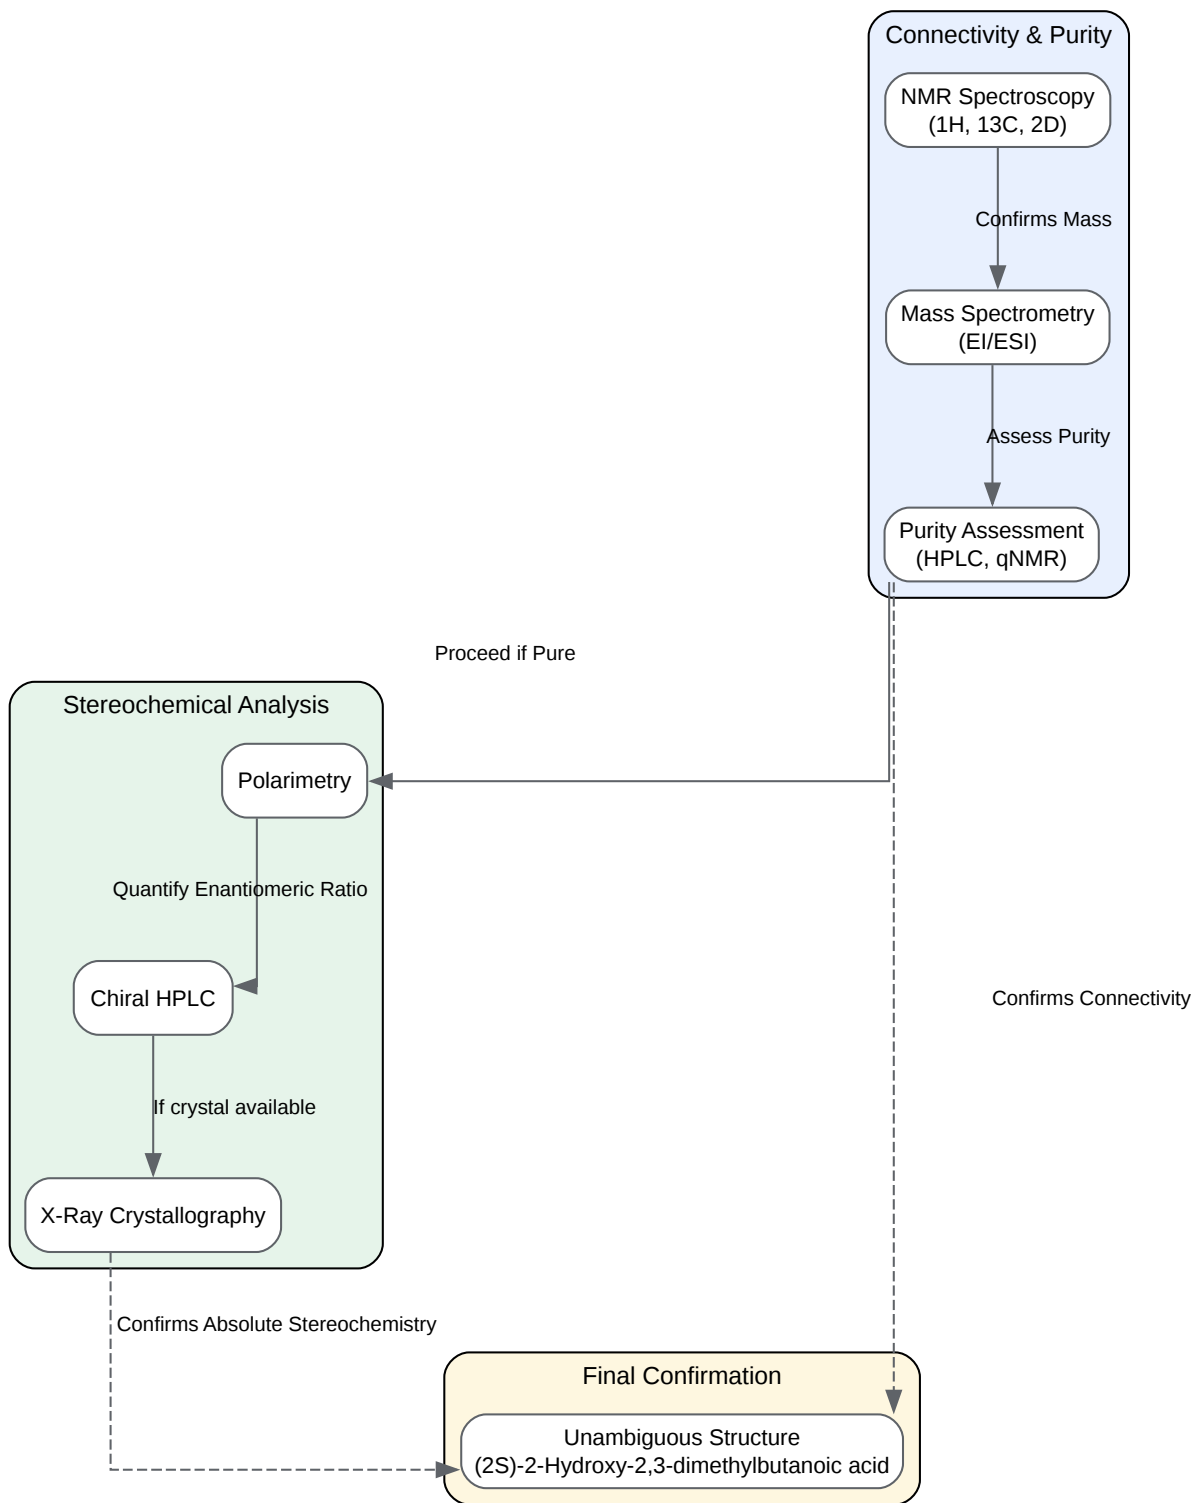 Connectivity & Purity
NMR Spectroscopy
(1H, 13C, 2D)
Confirms Mass
Mass Spectrometry
(EI/ESI)
Assess Purity
Purity Assessment
(HPLC, qNMR)
Proceed if Pure
Stereochemical Analysis
Polarimetry
Quantify Enantiomeric Ratio
Chiral HPLC
Confirms Connectivity
If crystal available
X-Ray Crystallography
Confirms Absolute Stereochemistry
Final Confirmation
Unambiguous Structure
(2S)-2-Hydroxy-2,3-dimethylbutanoic acid